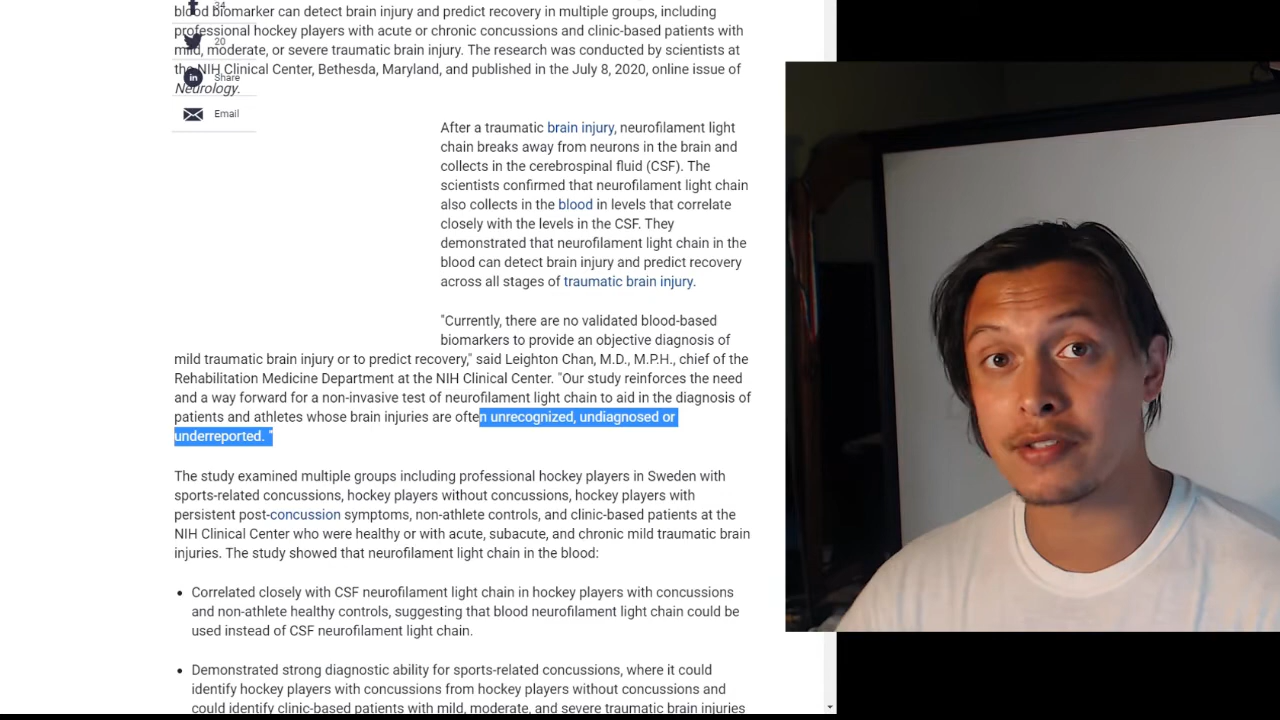 34
blood biomarker can detect brain injury and predict recovery in multiple groups, including
professional hockey players with acute or chronic concussions and clinic-based patients with
20
mild, moderate, or severe traumatic brain injury. The research was conducted by scientists at
the NIH Clinical Center, Bethesda, Maryland, and published in the July 8, 2020, online issue of
Share
Neurology.
Email
After a traumatic brain injury, neurofilament light
chain breaks away from neurons in the brain and
collects in the cerebrospinal fluid (CSF). The
scientists confirmed that neurofilament light chain
also collects in the blood in levels that correlate
closely with the levels in the CSF. They
demonstrated that neurofilament light chain in the
blood can detect brain injury and predict recovery
across all stages of traumatic brain injury.
"Currently, there are no validated blood-based
biomarkers to provide an objective diagnosis of
mild traumatic brain injury or to predict recovery," said Leighton Chan, M.D., M.P.H., chief of the
Rehabilitation Medicine Department at the NIH Clinical Center. "Our study reinforces the need
and a way forward for a non-invasive test of neurofilament light chain to aid in the diagnosis of
patients and athletes whose brain injuries are often unrecognized, undiagnosed or
underreported. "
The study examined multiple groups including professional hockey players in Sweden with
sports-related concussions, hockey players without concussions, hockey players with
persistent post-concussion symptoms, non-athlete controls, and clinic-based patients at the
NIH Clinical Center who were healthy or with acute, subacute, and chronic mild traumatic brain
injuries. The study showed that neurofilament light chain in the blood:
• Correlated closely with CSF neurofilament light chain in hockey players with concussions
and non-athlete healthy controls, suggesting that blood neurofilament light chain could be
used instead of CSF neurofilament light chain.
• Demonstrated strong diagnostic ability for sports-related concussions, where it could
identify hockey players with concussions from hockey players without concussions and
could identify clinic-based patients with mild, moderate, and severe traumatic brain injuries